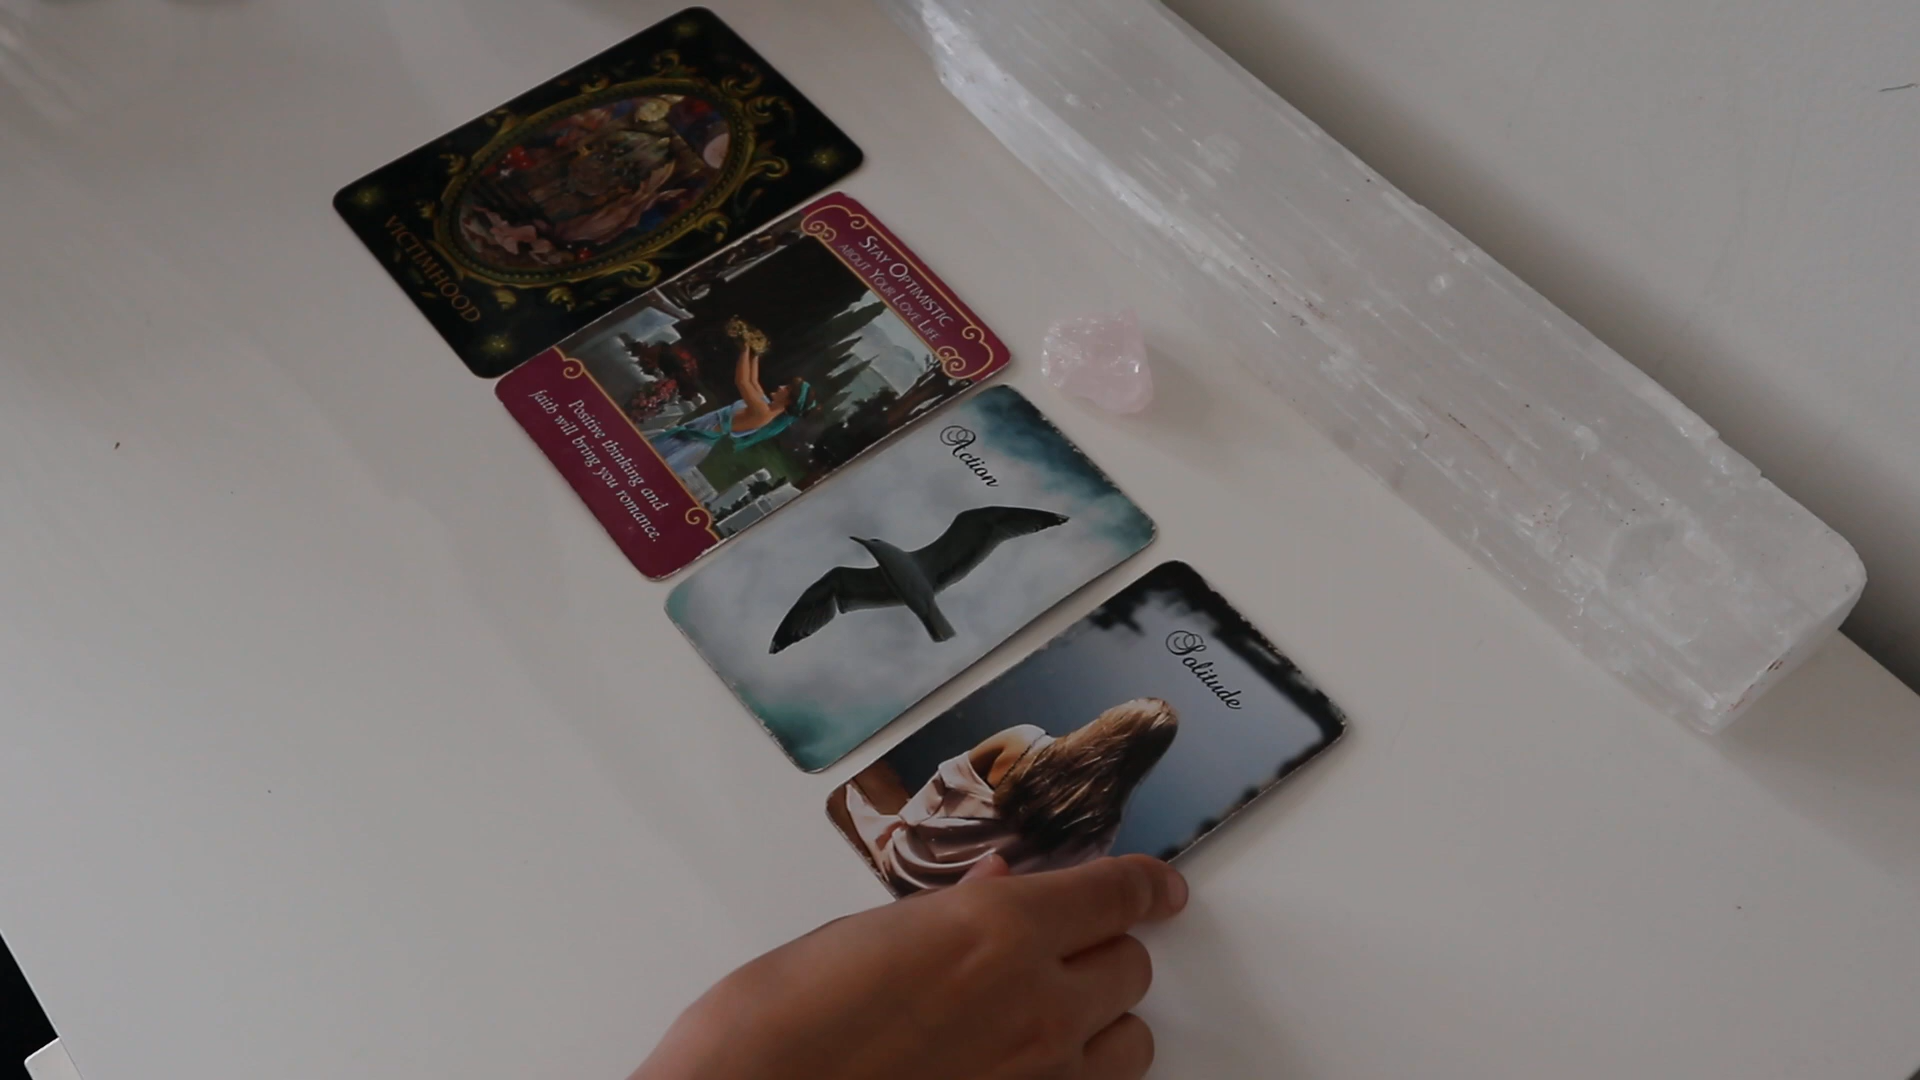 VICTIMHOOD
STAY OPTIMISTIC
ABOUT YOUR LOVE LIFE
Positive thinking and
faith will bring you romance.
Action
Solitude